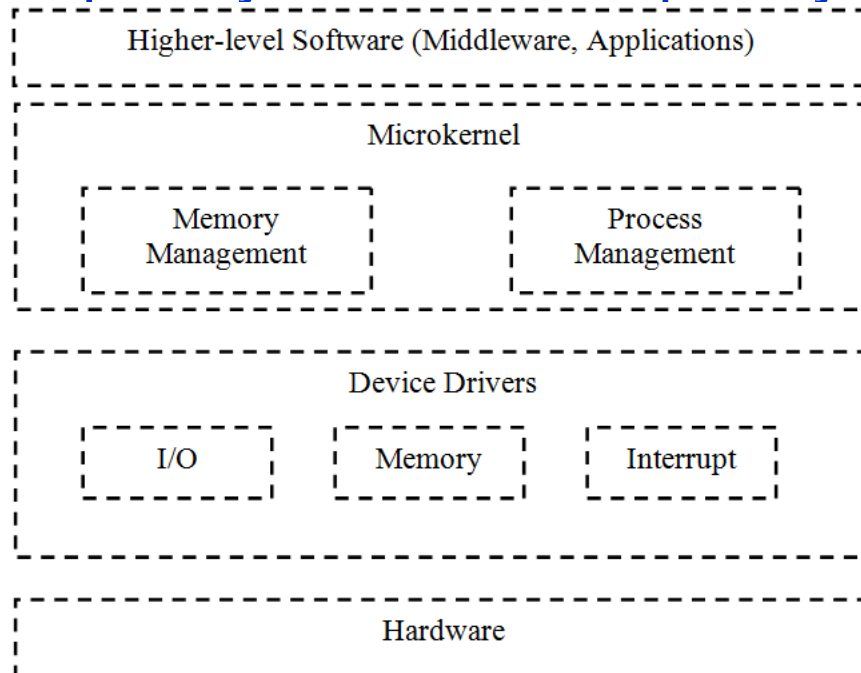 Higher-level Software (Middleware, Applications)
Microkernel
Memory
Management
Process
Management
Device Drivers
I/O
Memory
Interrupt
Hardware